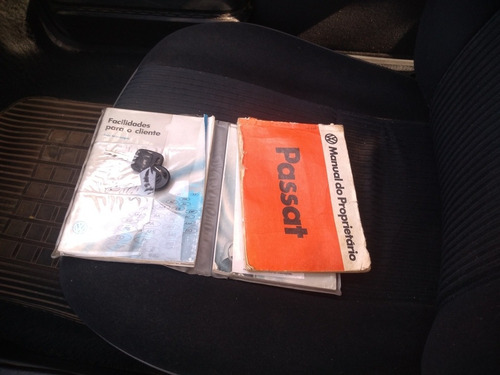 Facilidades
para o cliente
Manual do Proprietário
Passat